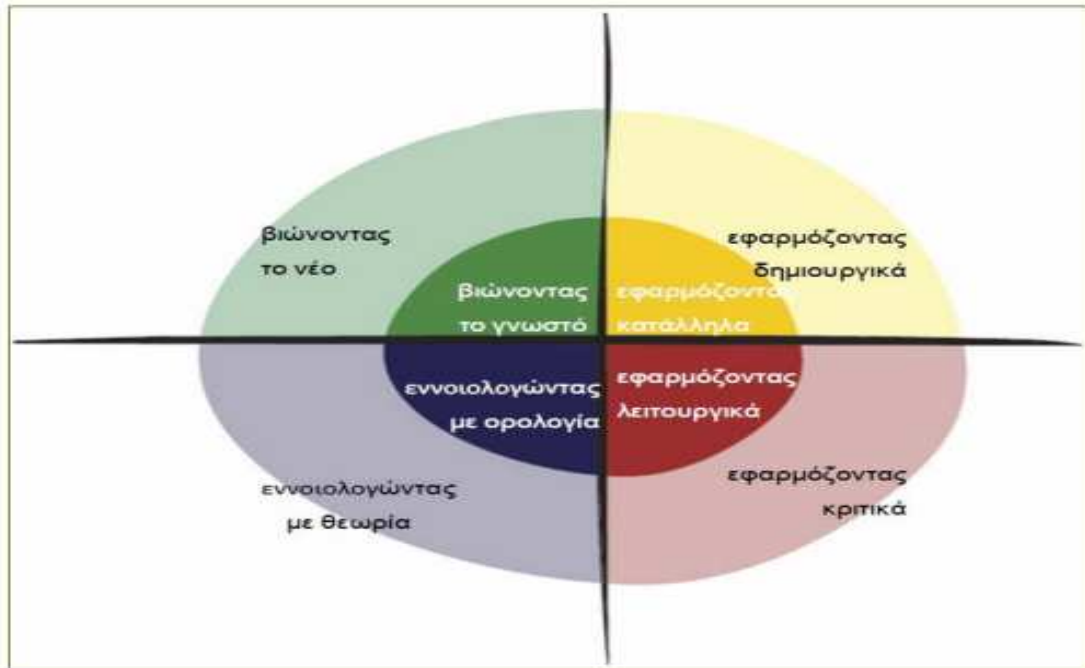 βιώνοντας
το νέο
εφαρμόζοντας
δημιουργικά
βιώνοντας
το γνωστό
εφαρμόζοντα
κατάλληλα
εννοιολογώντας
με ορολογία
εφαρμόζοντας
λειτουργικά
εννοιολογώντας
με θεωρία
εφαρμόζοντας
κριτικά